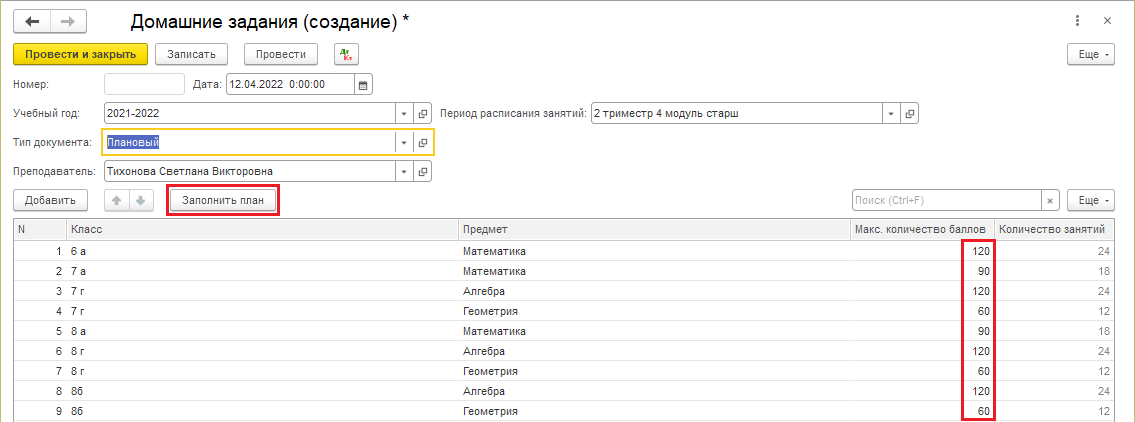 Домашние задания (создание) *
Провести и закрыть Записать Провести Дт Кт Еще
Номер: Дата: 12.04.2022 0:00:00
Учебный год: 2021-2022 Период расписания занятий: 2 триместр 4 модуль старш
Тип документа: Плановый
Преподаватель: Тихонова Светлана Викторовна
Добавить Заполнить план Поиск (Ctrl+F) × Еще
N Класс Предмет Макс. количество баллов Количество занятий
1 6 а Математика 120 24
2 7 а Математика 90 18
3 7 г Алгебра 120 24
4 7 г Геометрия 60 12
5 8 а Математика 90 18
6 8 г Алгебра 120 24
7 8 г Геометрия 60 12
8 8б Алгебра 120 24
9 8б Геометрия 60 12